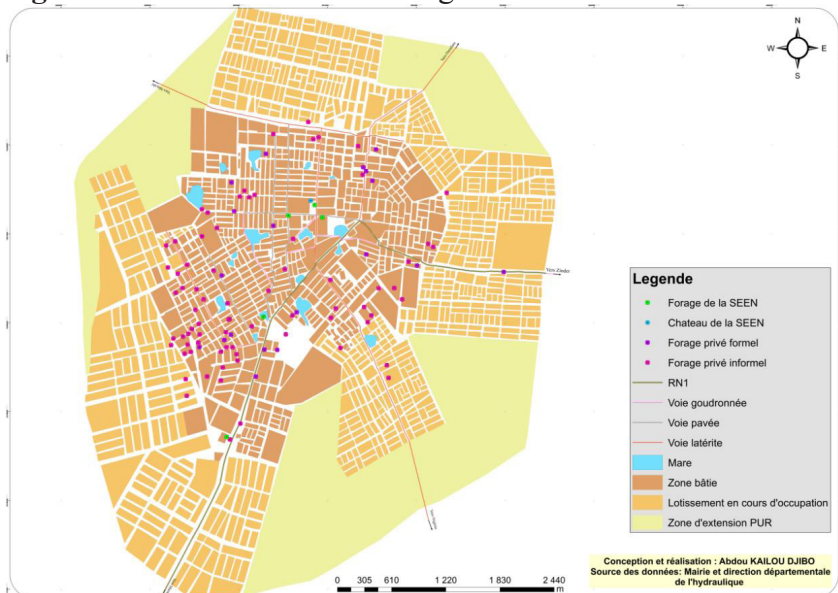 N
W E
S
Vers Zinder
Legende
Forage de la SEEN
Chateau de la SEEN
Forage privé formel
Forage privé informel
RN1
Voie goudronnée
Voie pavée
Voie latérite
Mare
Zone bâtie
Lotissement en cours d'occupation
Zone d'extension PUR
Conception et réalisation : Abdou KAILOU DJIBO
Source des données: Mairie et direction départementale
de l'hydraulique
0 305 610 1 220 1 830 2 440
m